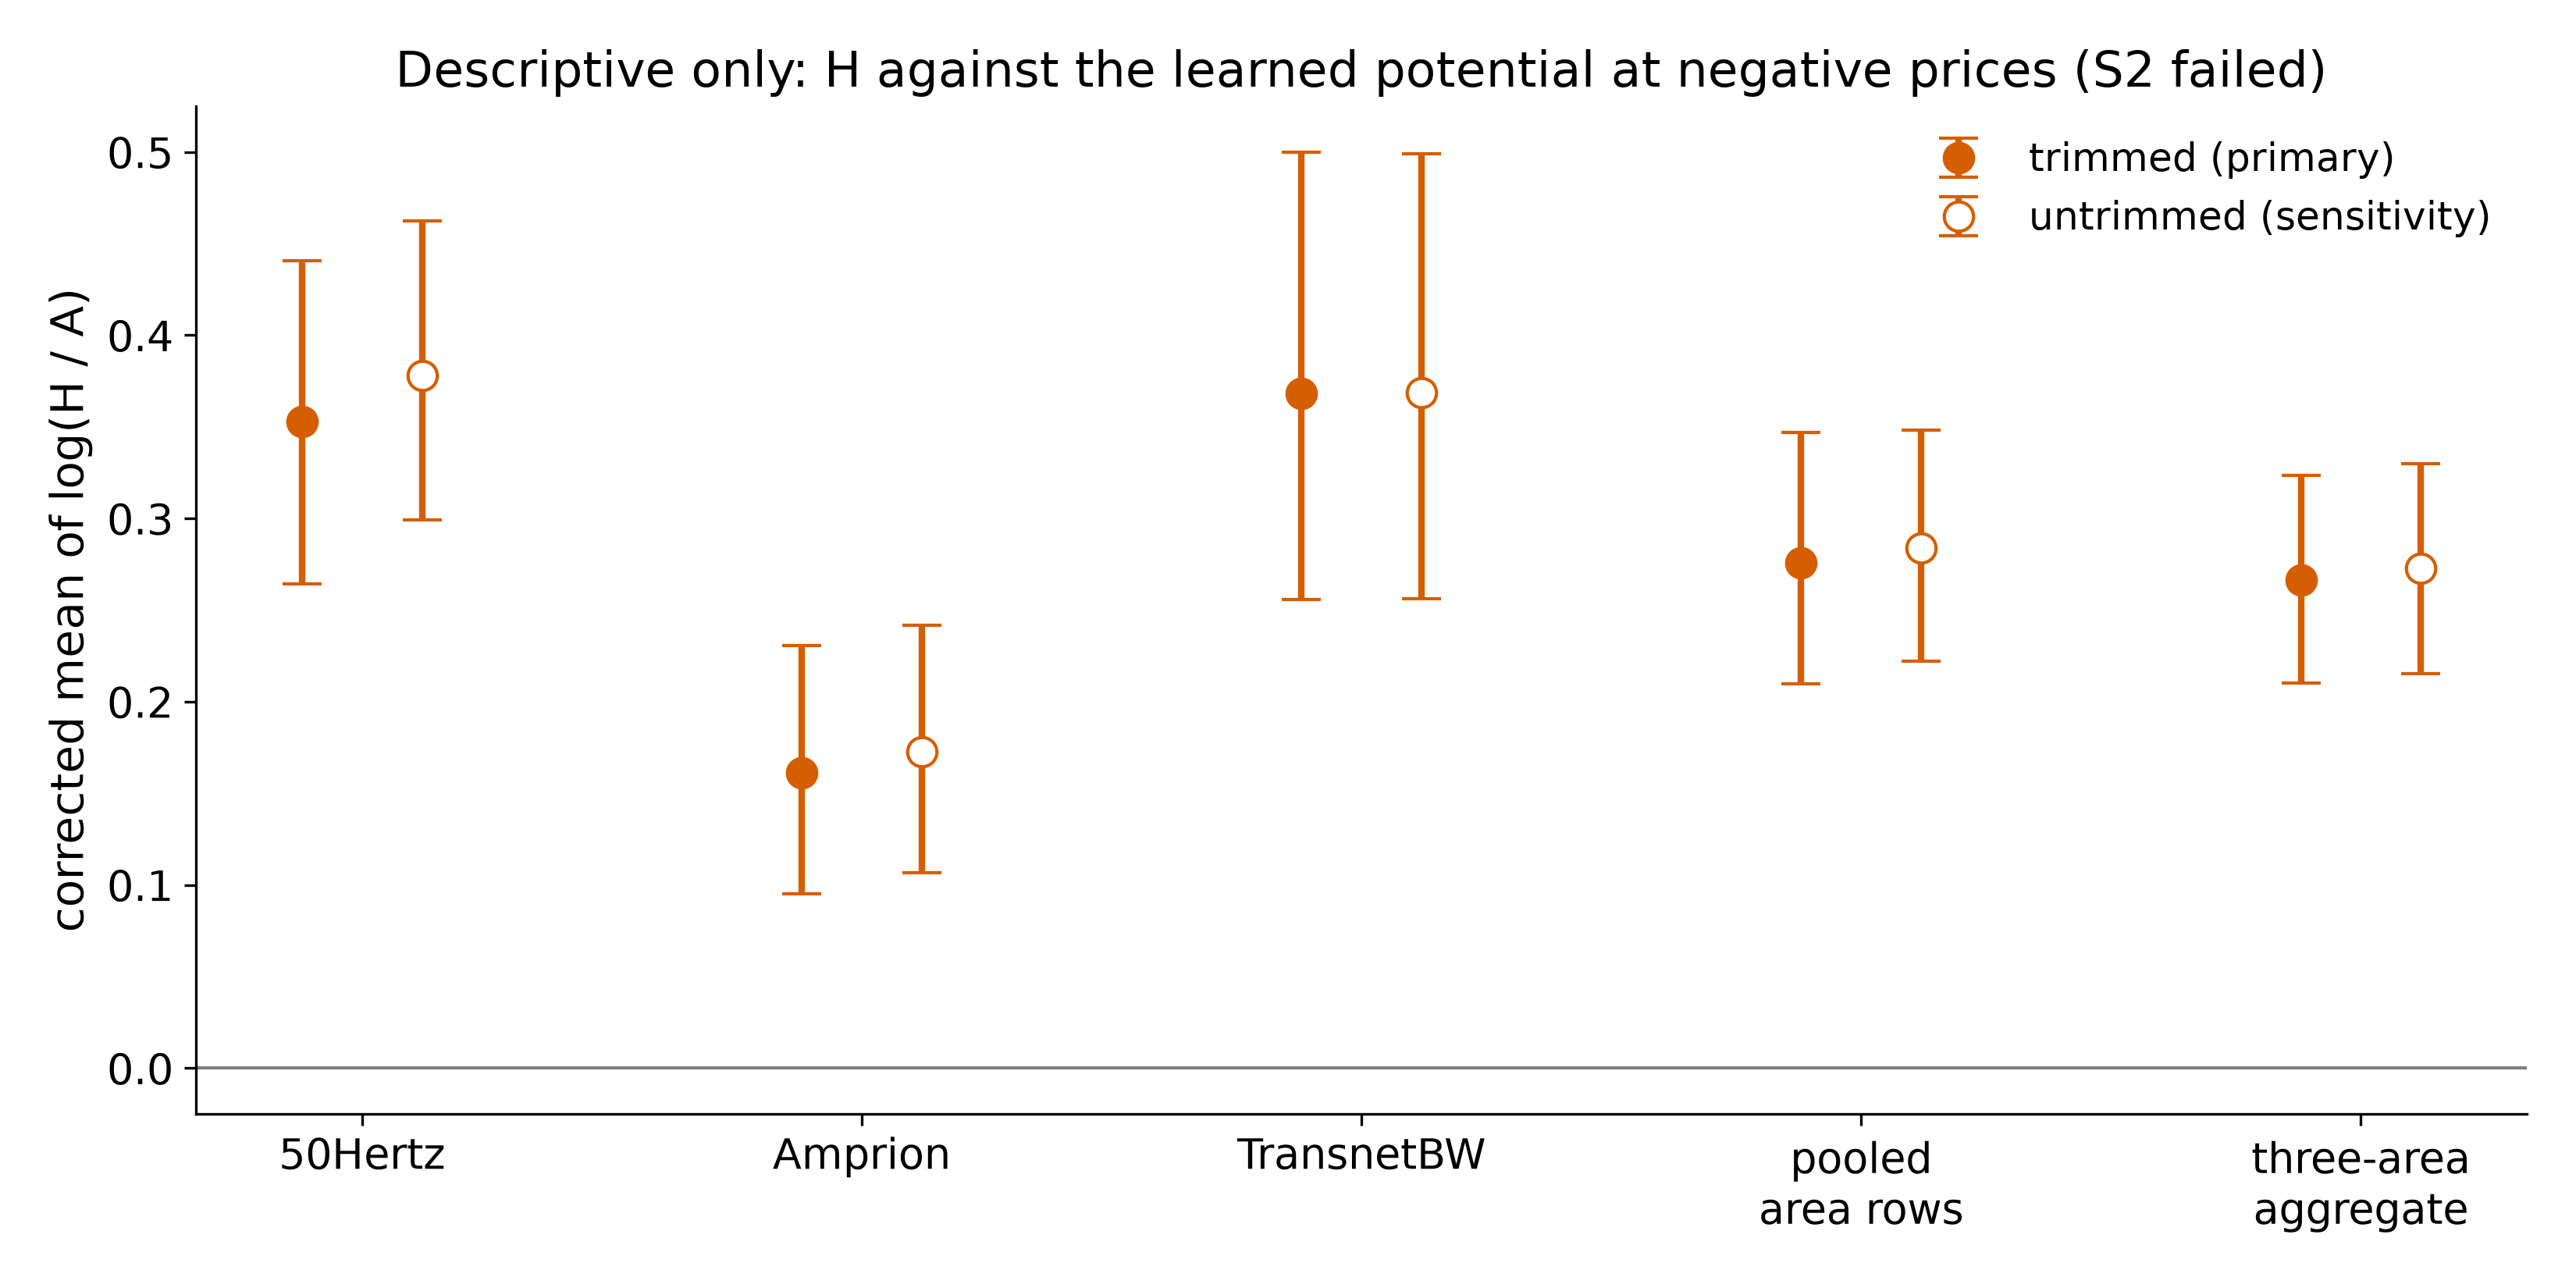 Descriptive only: H against the learned potential at negative prices (S2 failed)
trimmed (primary)
untrimmed (sensitivity)
corrected mean of log(H / A)
0.5
0.4
0.3
0.2
0.1
0.0
50Hertz
Amprion
TransnetBW
pooled
area rows
three-area
aggregate